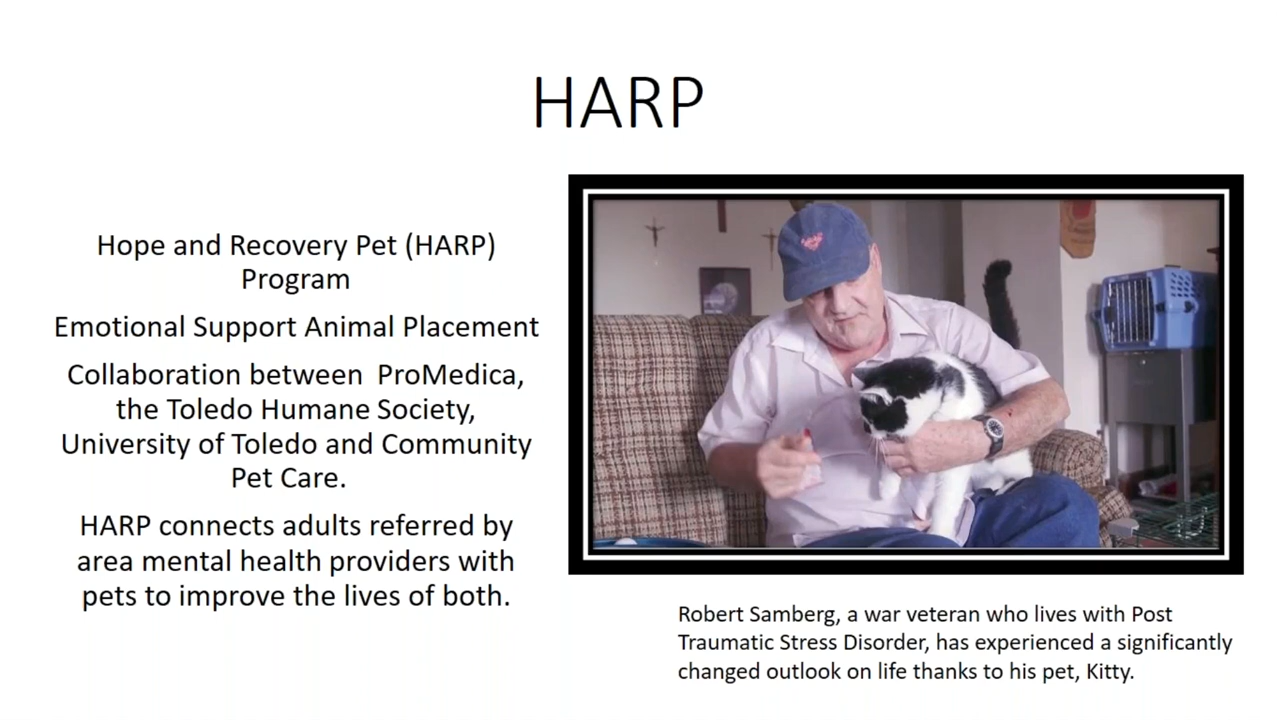 HARP
Hope and Recovery Pet (HARP)
Program
Emotional Support Animal Placement
Collaboration between ProMedica,
the Toledo Humane Society,
University of Toledo and Community
Pet Care.
HARP connects adults referred by
area mental health providers with
pets to improve the lives of both.
Robert Samberg, a war veteran who lives with Post
Traumatic Stress Disorder, has experienced a significantly
changed outlook on life thanks to his pet, Kitty.